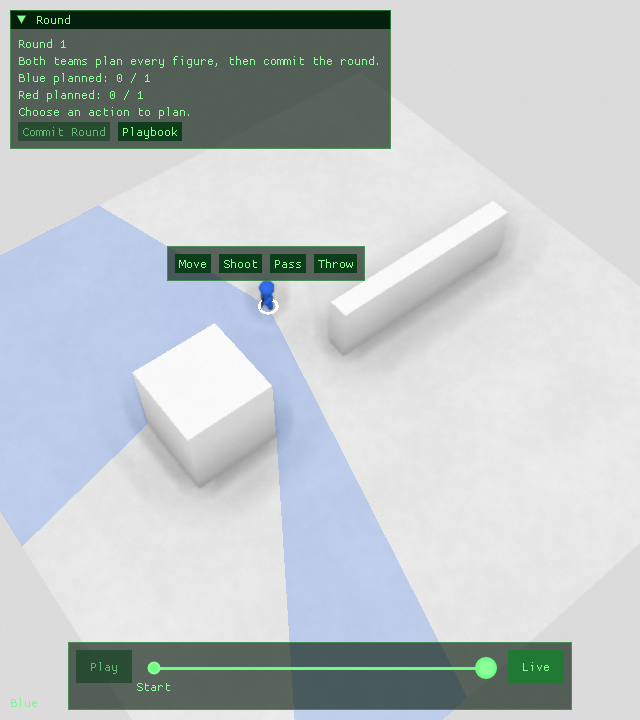 Round
Round 1
Both teams plan every figure, then commit the round.
Blue planned: 0 / 1
Red planned: 0 / 1
Choose an action to plan.
Commit Round Playbook
Move Shoot Pass Throw
Play Live
Start
Blue